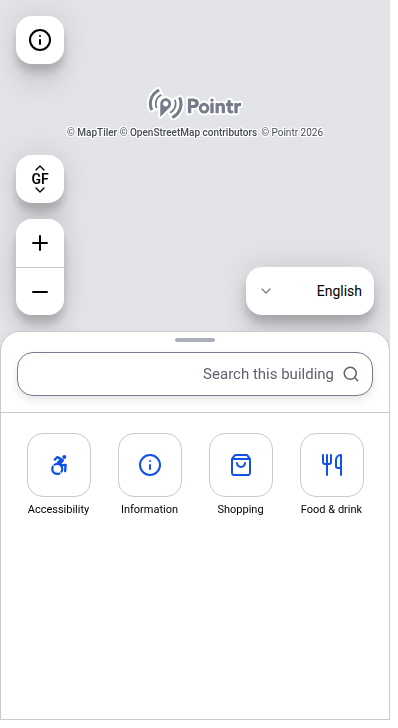 Pointr
© MapTiler © OpenStreetMap contributors © Pointr 2026
GF
English
Search this building
Accessibility
Information
Shopping
Food & drink